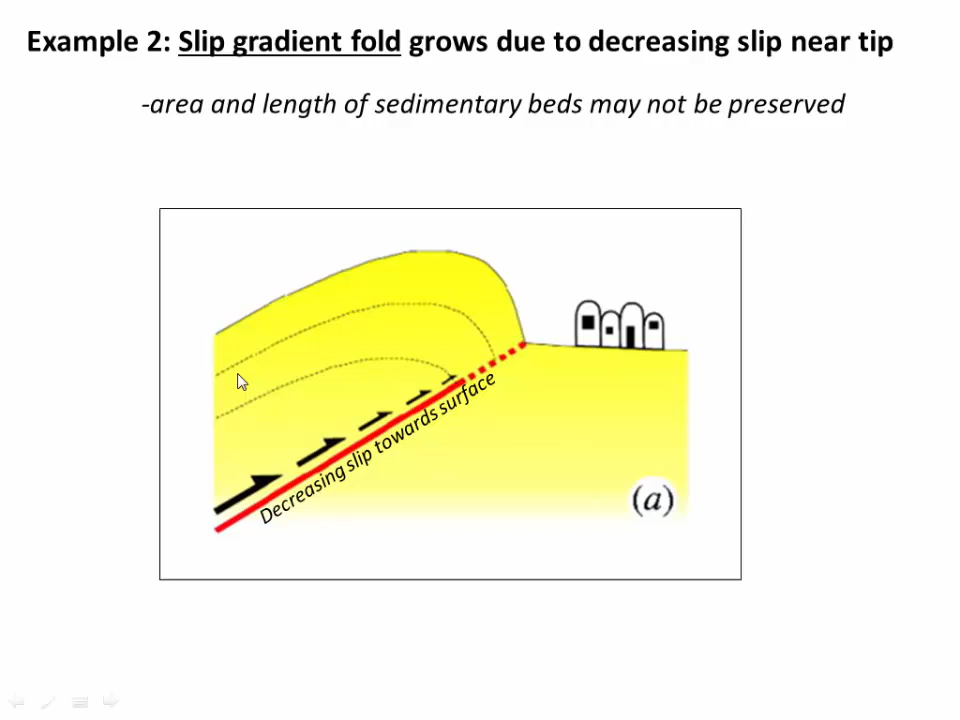 Example 2: Slip gradient fold grows due to decreasing slip near tip
-area and length of sedimentary beds may not be preserved
Decreasing slip towards surface
(a)